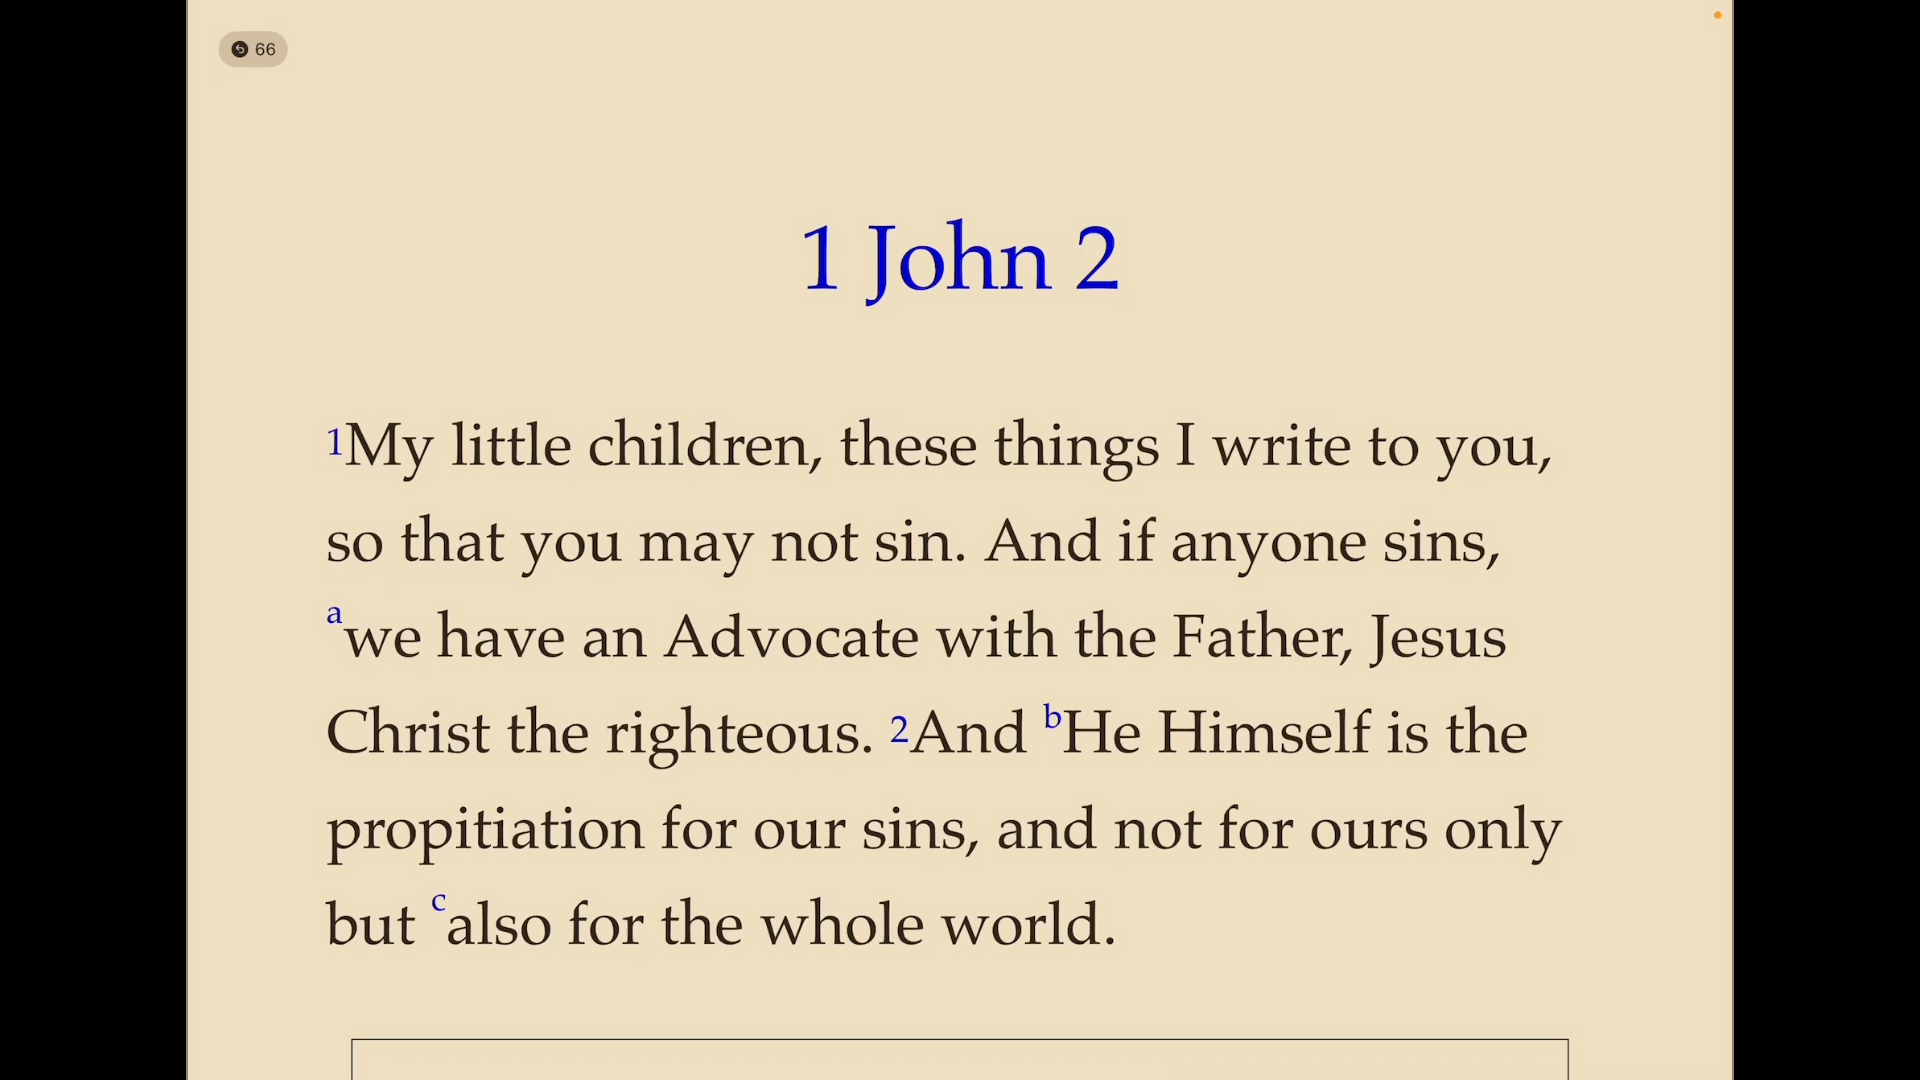 66
1 John 2
1My little children, these things I write to you,
so that you may not sin. And if anyone sins,
awe have an Advocate with the Father, Jesus
Christ the righteous. 2And bHe Himself is the
propitiation for our sins, and not for ours only
but calso for the whole world.